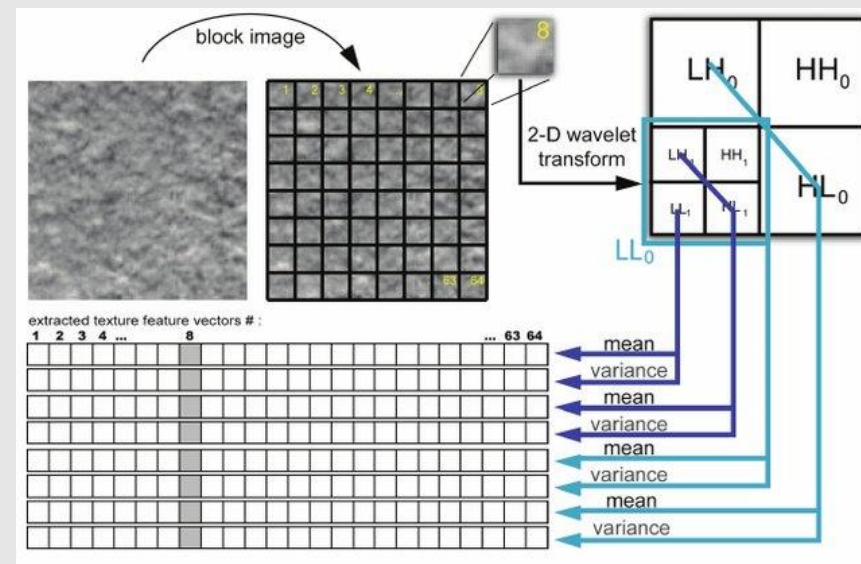 block image
1 2 3 4 ... 8
8
63 64
2-D wavelet
transform
LH0 HH0
HL0
LH1 HH1
LL1 HL1
LL0
extracted texture feature vectors # :
1 2 3 4 ... 8 ... 63 64
mean
variance
mean
variance
mean
variance
mean
variance